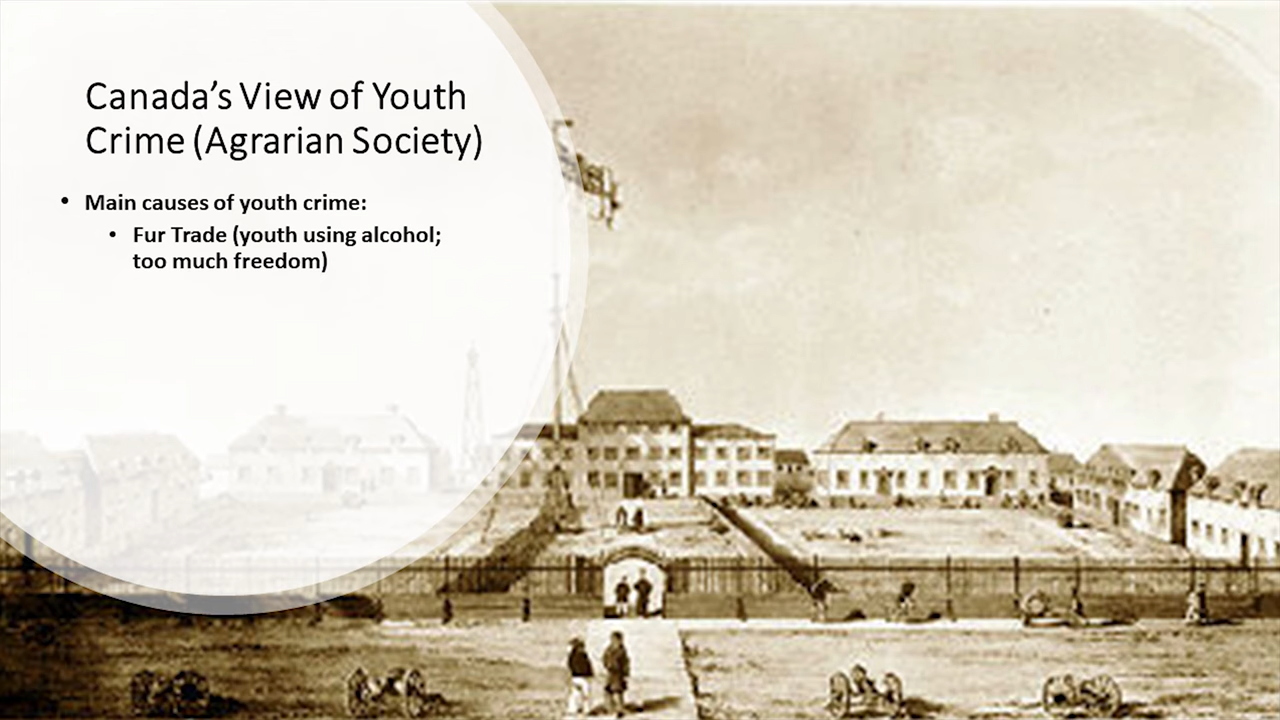 Canada’s View of Youth
Crime (Agrarian Society)
• Main causes of youth crime:
• Fur Trade (youth using alcohol;
too much freedom)